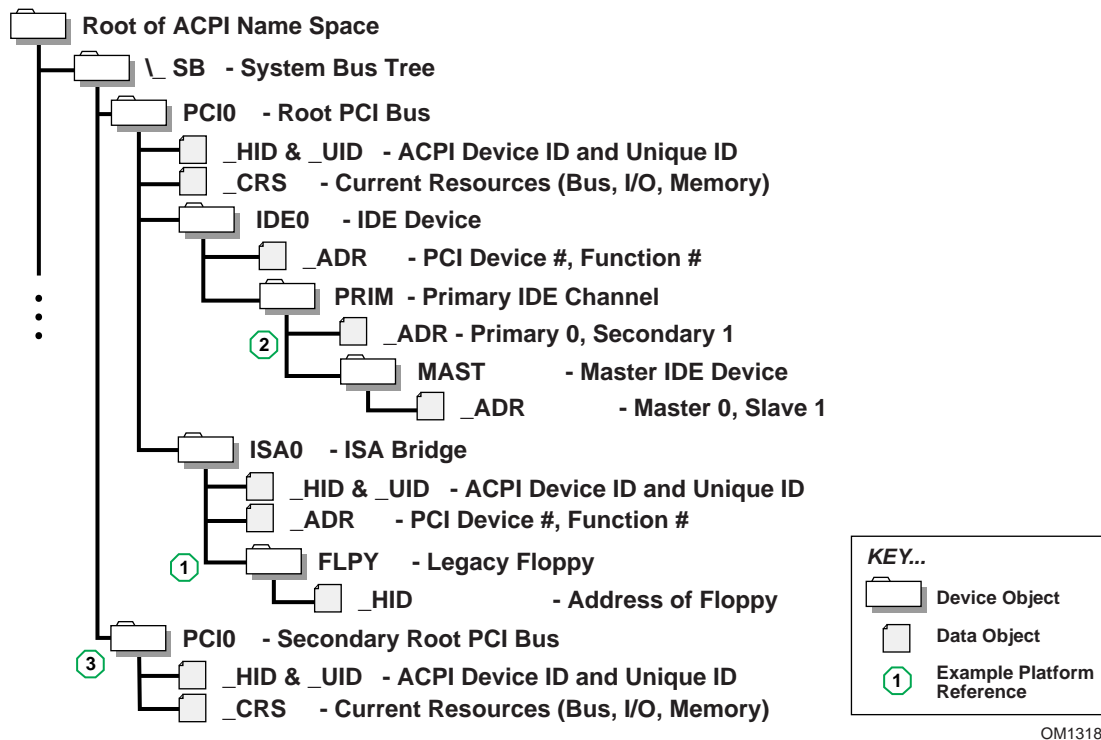 Root of ACPI Name Space
\_ SB - System Bus Tree
PCI0 - Root PCI Bus
_HID & _UID - ACPI Device ID and Unique ID
_CRS - Current Resources (Bus, I/O, Memory)
IDE0 - IDE Device
_ADR - PCI Device #, Function #
PRIM - Primary IDE Channel
2
_ADR - Primary 0, Secondary 1
MAST - Master IDE Device
_ADR - Master 0, Slave 1
ISA0 - ISA Bridge
_HID & _UID - ACPI Device ID and Unique ID
_ADR - PCI Device #, Function #
1
FLPY - Legacy Floppy
_HID - Address of Floppy
PCI0 - Secondary Root PCI Bus
3
_HID & _UID - ACPI Device ID and Unique ID
_CRS - Current Resources (Bus, I/O, Memory)
KEY...
Device Object
Data Object
1
Example Platform
Reference
OM1318